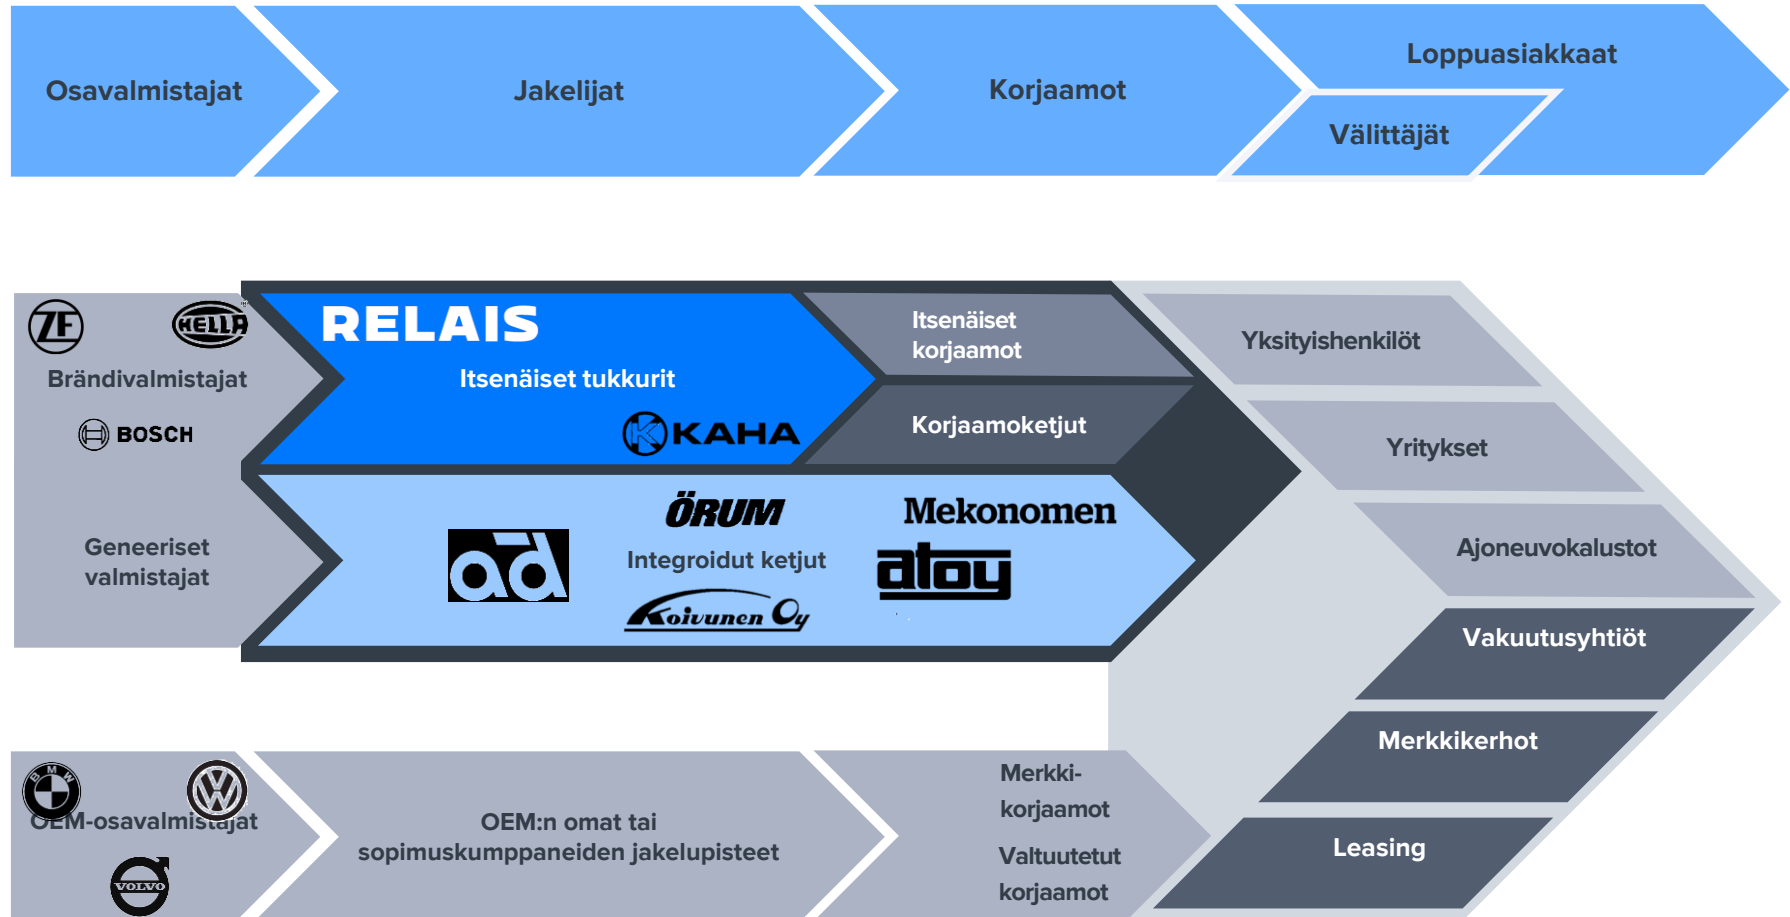 Osavalmistajat
Jakelijat
Korjaamot
Loppuasiakkaat
Välittäjät
ZF
HELLA
Brändivalmistajat
BOSCH
Geneeriset
valmistajat
RELAIS
Itsenäiset tukkurit
KAHA
Itsenäiset
korjaamot
Korjaamoketjut
ad
ÖRUM
Integroidut ketjut
Koivunen Oy
Mekonomen
atoy
Yksityishenkilöt
Yritykset
Ajoneuvokalustot
Vakuutusyhtiöt
Merkkikerhot
Leasing
BMW
VW
OEM-osavalmistajat
VOLVO
OEM:n omat tai
sopimuskumppaneiden jakelupisteet
Merkki-
korjaamot
Valtuutetut
korjaamot